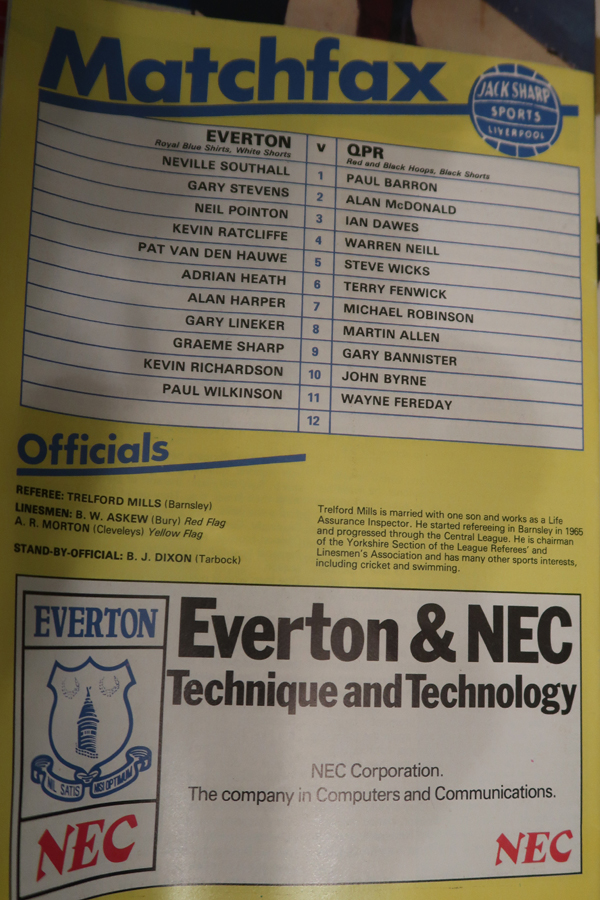 Matchfax
JACK SHARP
SPORTS
LIVERPOOL
EVERTON v QPR
Royal Blue Shirts, White Shorts Red and Black Hoops, Black Shorts
NEVILLE SOUTHALL 1 PAUL BARRON
GARY STEVENS 2 ALAN McDONALD
NEIL POINTON 3 IAN DAWES
KEVIN RATCLIFFE 4 WARREN NEILL
PAT VAN DEN HAUWE 5 STEVE WICKS
ADRIAN HEATH 6 TERRY FENWICK
ALAN HARPER 7 MICHAEL ROBINSON
GARY LINEKER 8 MARTIN ALLEN
GRAEME SHARP 9 GARY BANNISTER
KEVIN RICHARDSON 10 JOHN BYRNE
PAUL WILKINSON 11 WAYNE FEREDAY
12
Officials
REFEREE: TRELFORD MILLS (Barnsley)
LINESMEN: B. W. ASKEW (Bury) Red Flag
A. R. MORTON (Cleveleys) Yellow Flag
STAND-BY-OFFICIAL: B. J. DIXON (Tarbock)
Trelford Mills is married with one son and works as a Life
Assurance Inspector. He started refereeing in Barnsley in 1965
and progressed through the Central League. He is chairman
of the Yorkshire Section of the League Referees' and
Linesmen's Association and has many other sports interests,
including cricket and swimming.
EVERTON
NIL SATIS NISI OPTIMUM
NEC
Everton & NEC
Technique and Technology
NEC Corporation.
The company in Computers and Communications.
NEC